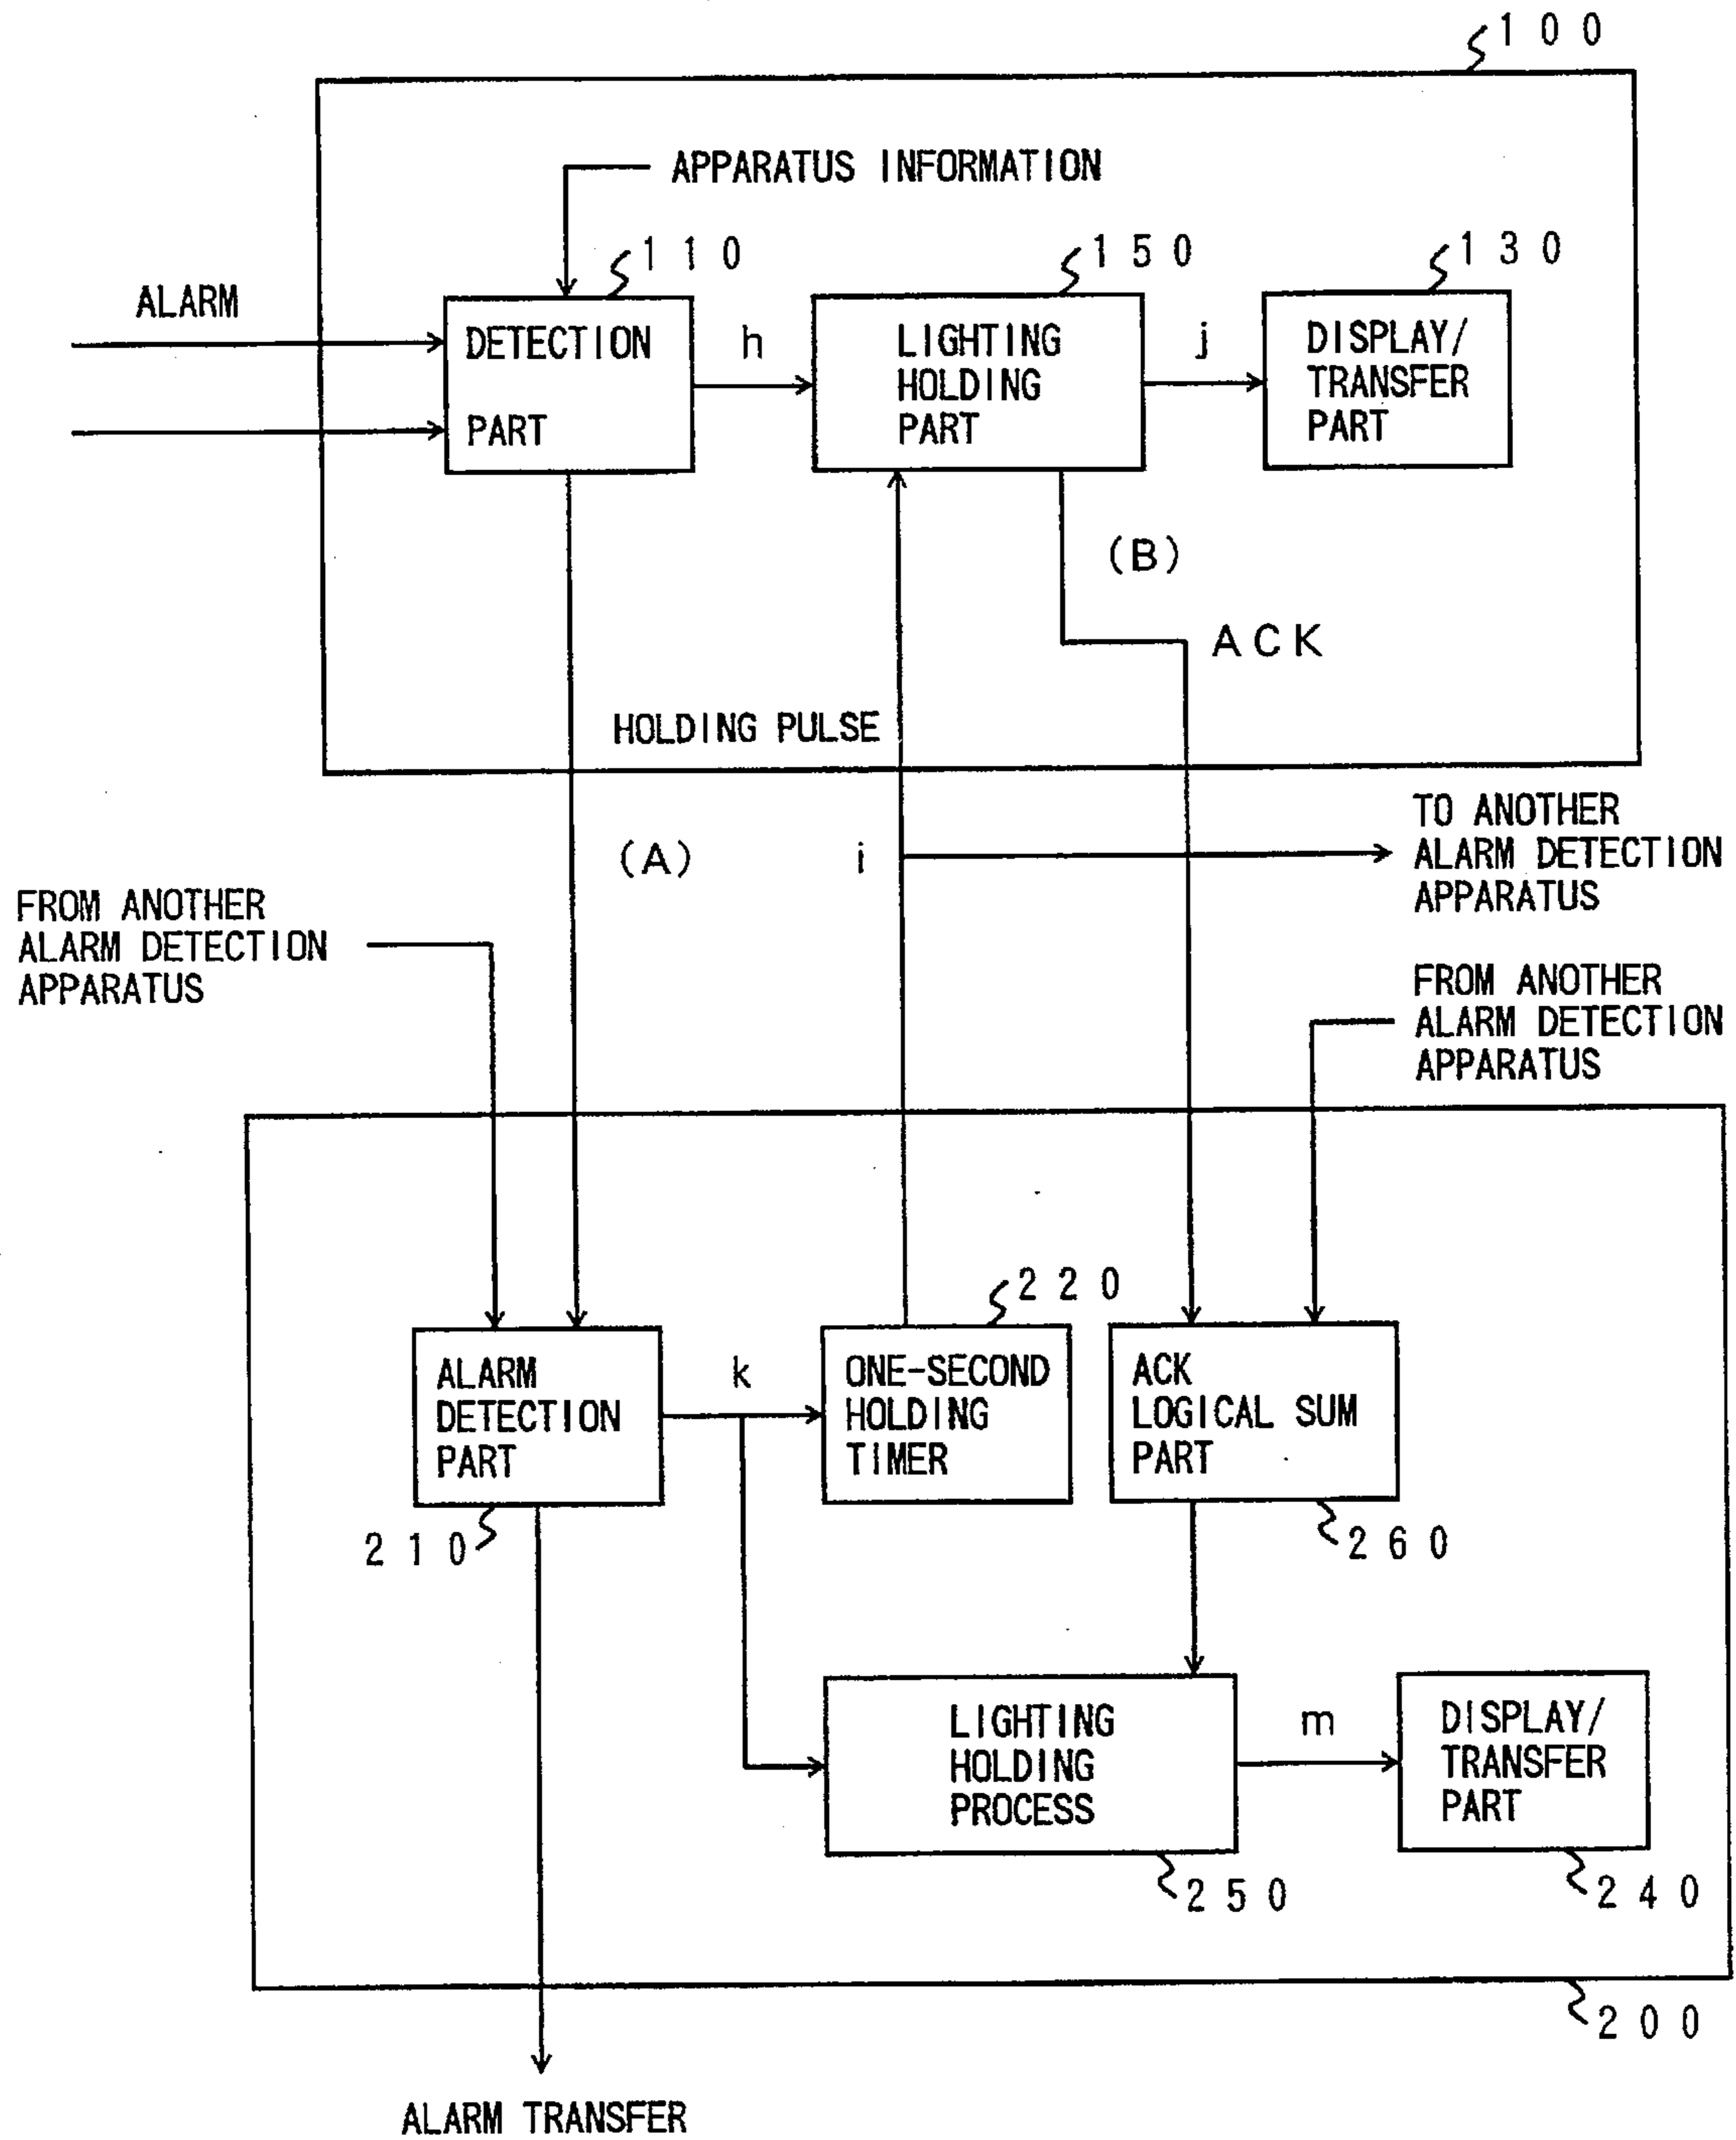 100
APPARATUS INFORMATION
110
150
130
ALARM
DETECTION
PART
h
LIGHTING
HOLDING
PART
j
DISPLAY/
TRANSFER
PART
(B)
ACK
HOLDING PULSE
(A)
i
TO ANOTHER
ALARM DETECTION
APPARATUS
FROM ANOTHER
ALARM DETECTION
APPARATUS
FROM ANOTHER
ALARM DETECTION
APPARATUS
220
ALARM
DETECTION
PART
k
ONE-SECOND
HOLDING
TIMER
ACK
LOGICAL SUM
PART
210
260
LIGHTING
HOLDING
PROCESS
m
DISPLAY/
TRANSFER
PART
250
240
200
ALARM TRANSFER